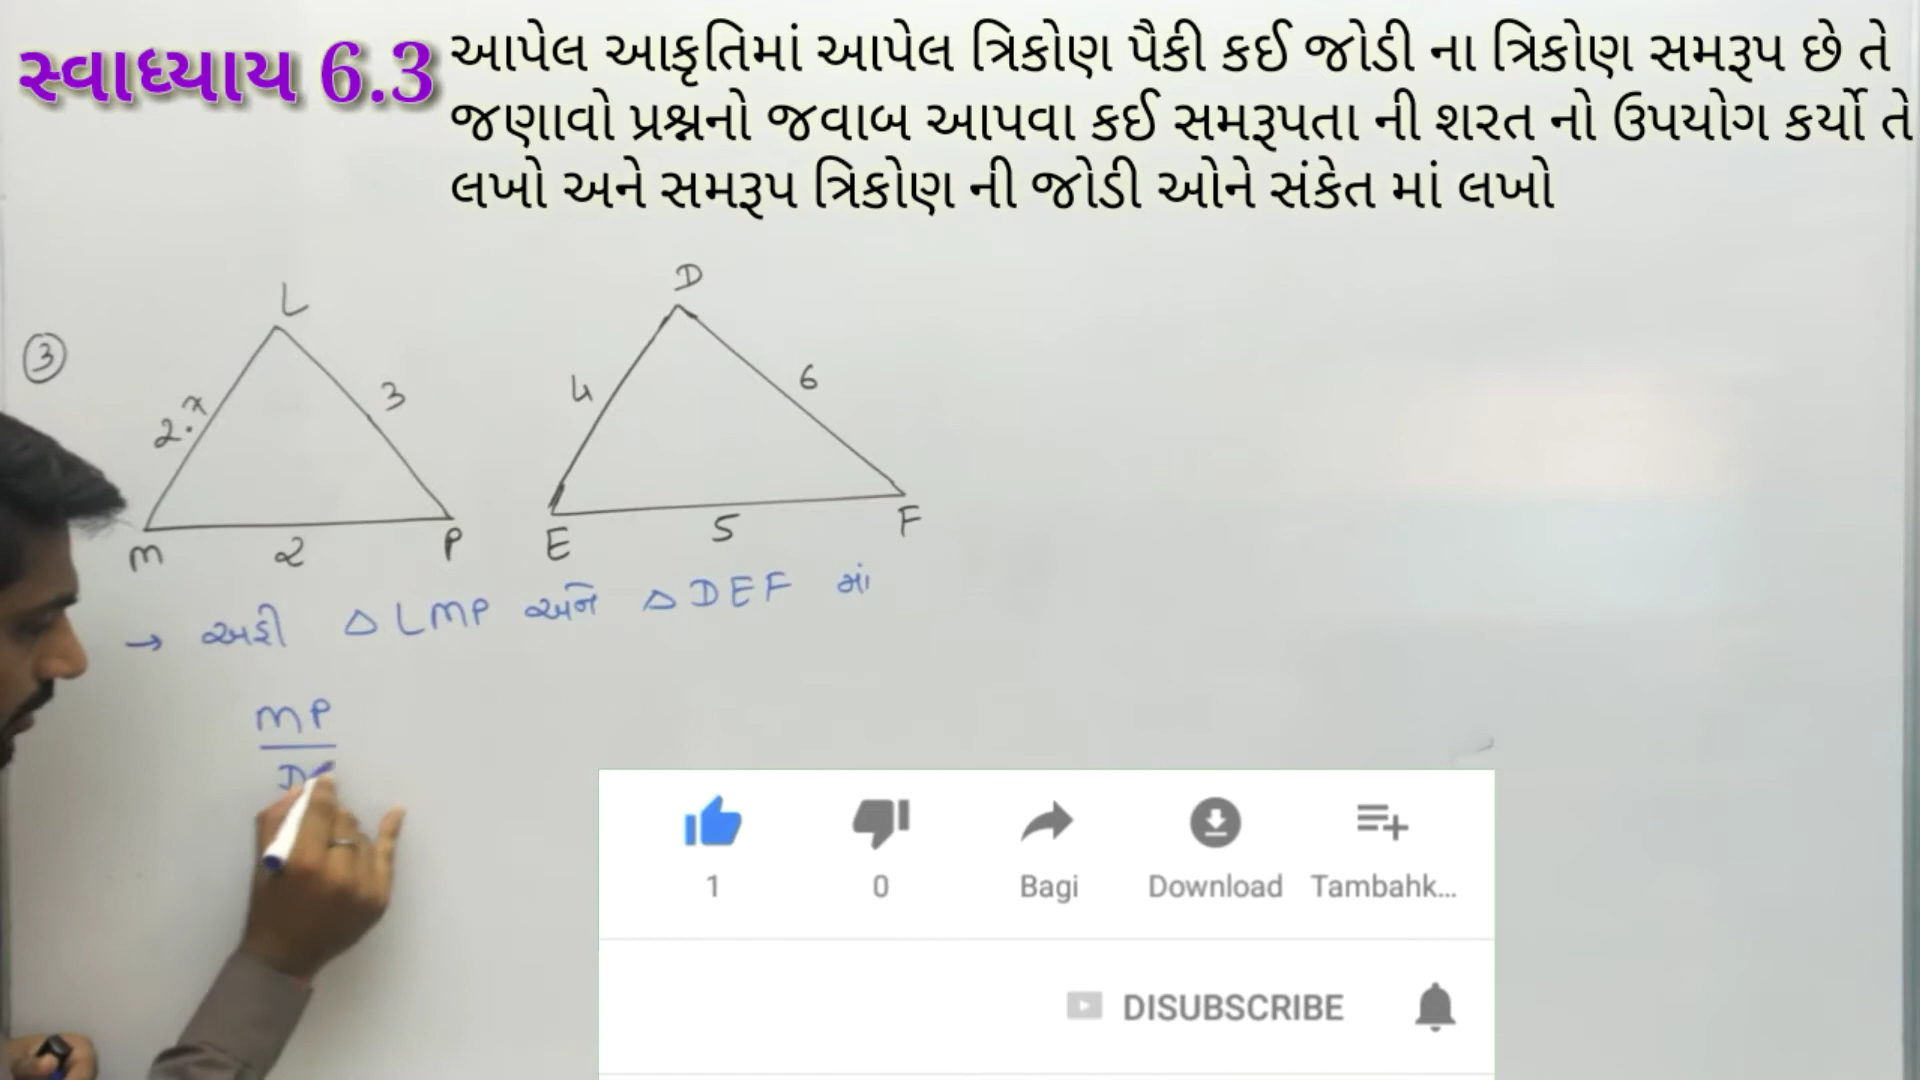 સ્વાધ્યાય 6.3
આપેલ આકૃતિમાં આપેલ ત્રિકોણ પૈકી કઈ જોડી ના ત્રિકોણ સમરૂપ છે તે
જણાવો પ્રશ્નનો જવાબ આપવા કઈ સમરૂપતા ની શરત નો ઉપયોગ કર્યો તે
લખો અને સમરૂપ ત્રિકોણ ની જોડી ઓને સંકેત માં લખો
3
L
2.7
3
M
2
P
D
4
6
E
5
F
→ અહી △ LMP અને △ DEF માં
MP
D
1
0
Bagi
Download
Tambahk...
DISUBSCRIBE